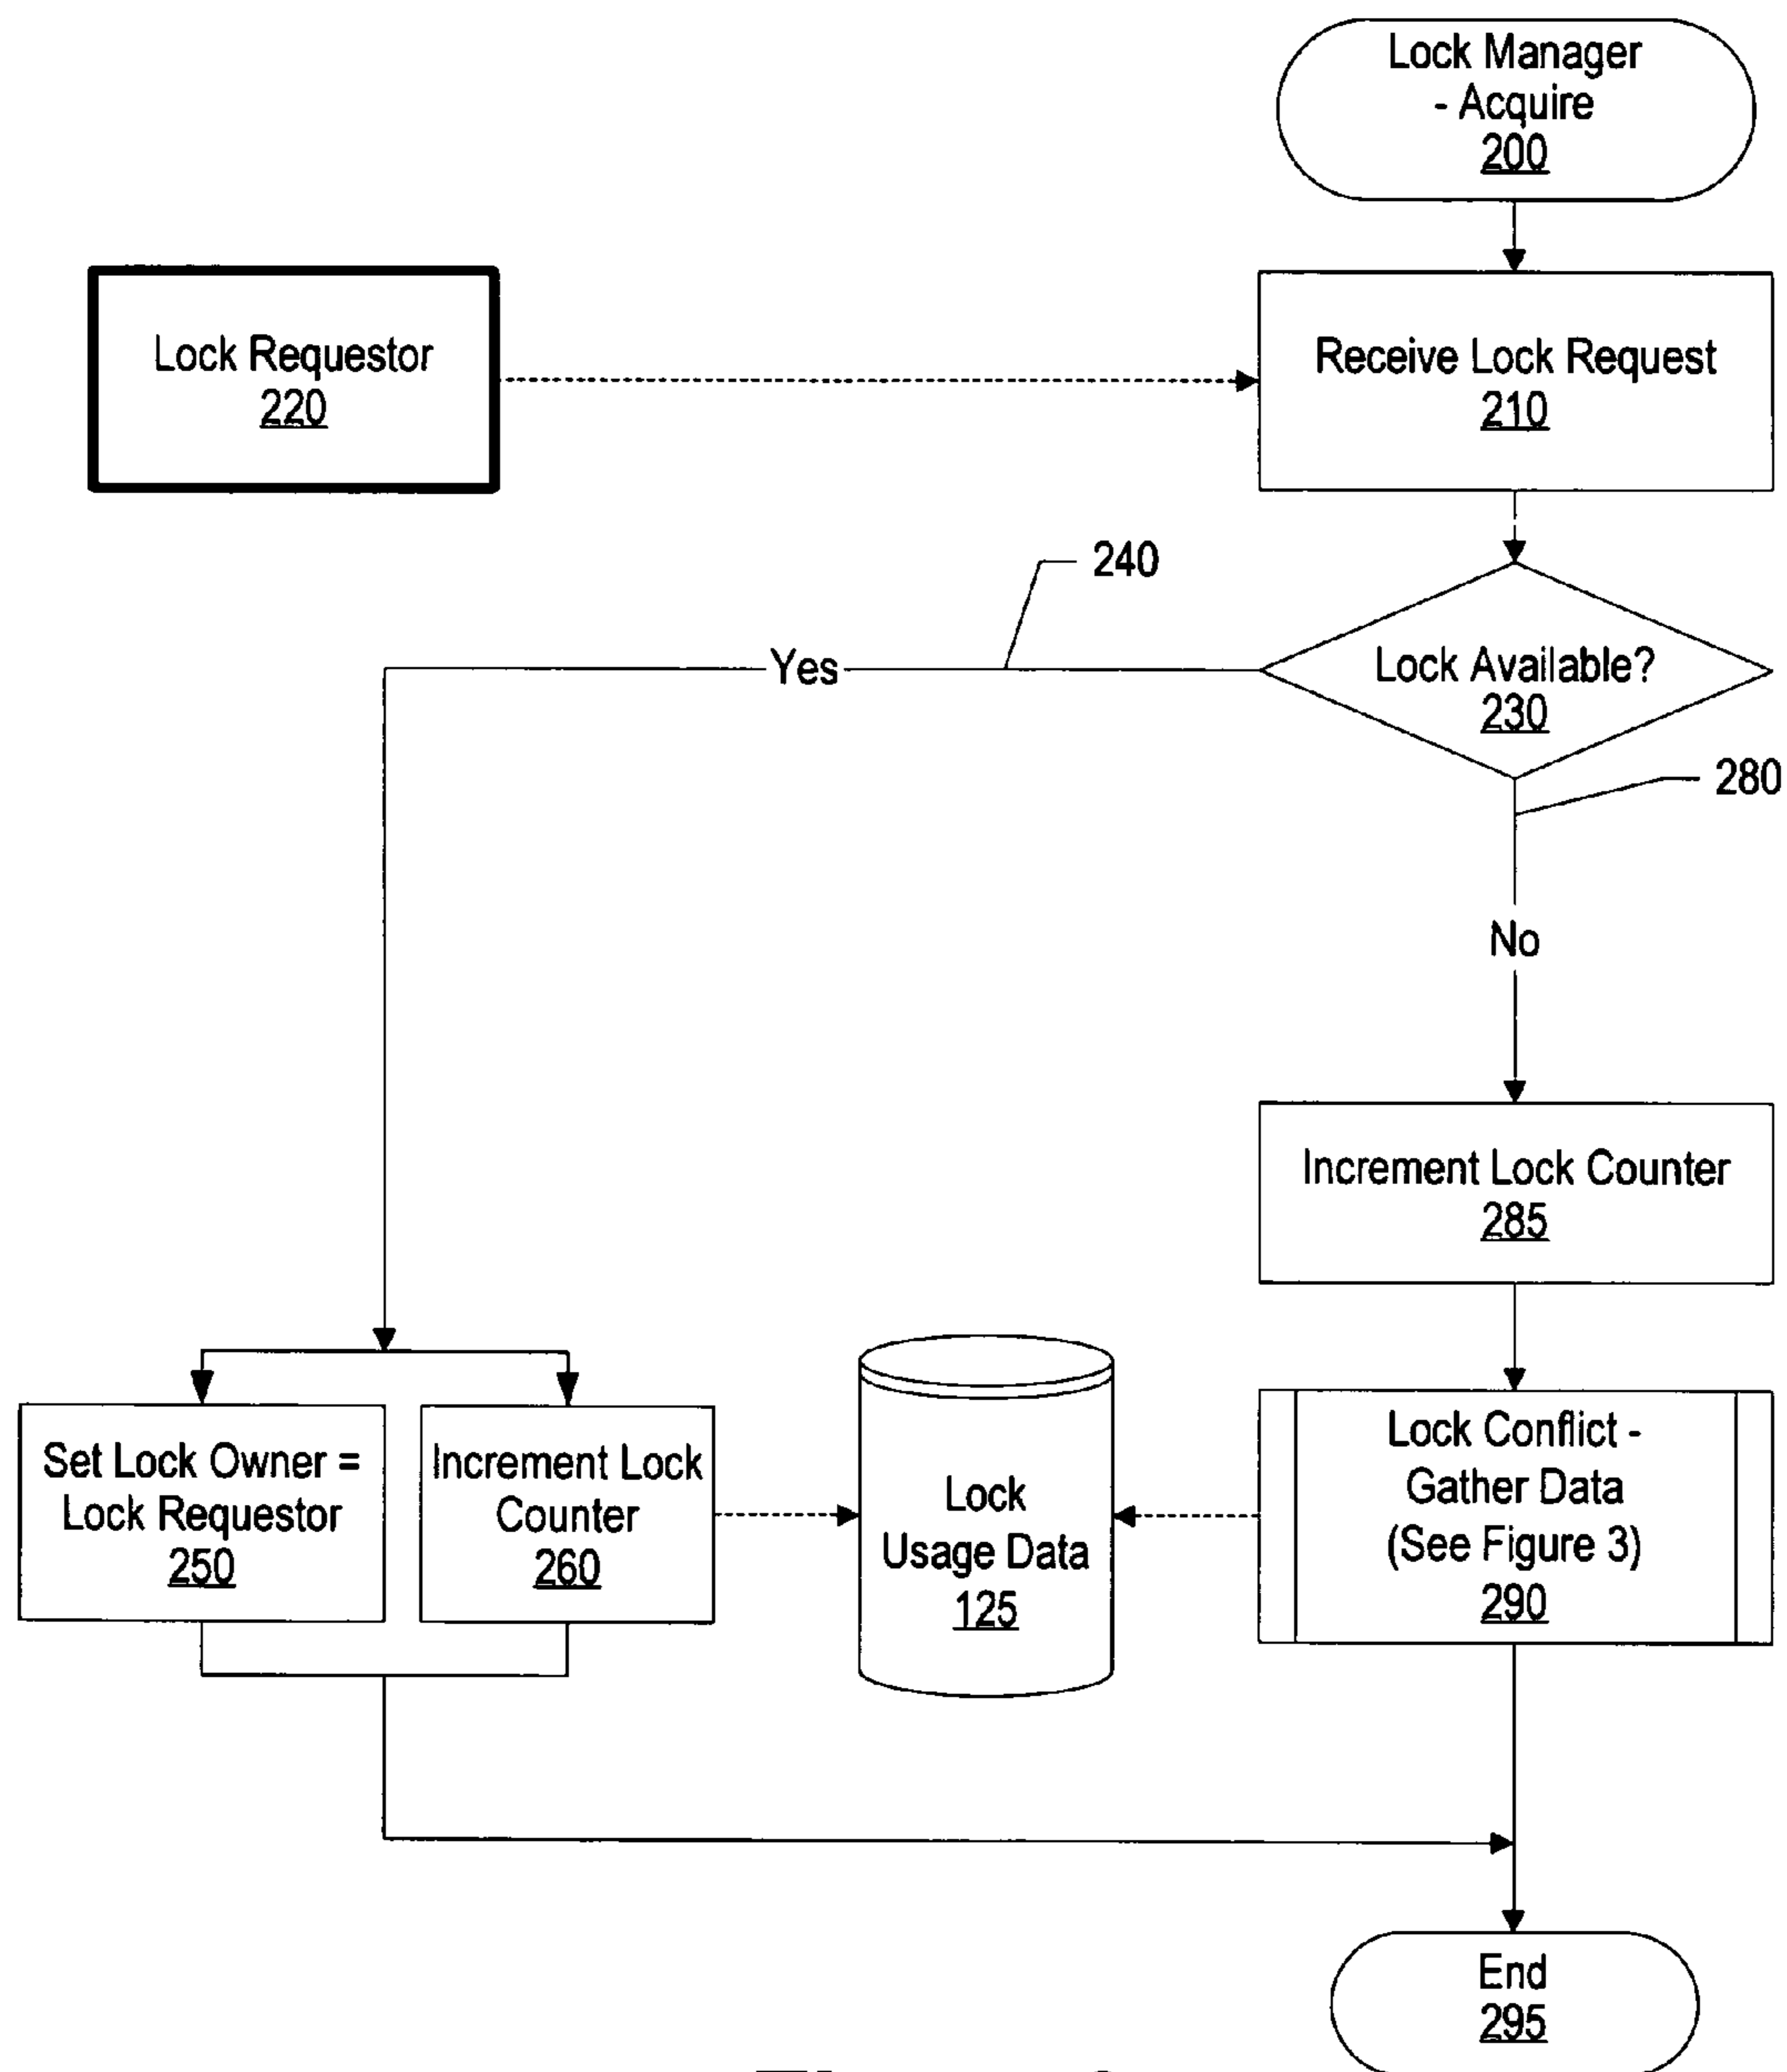 Lock Manager
- Acquire
200
Lock Requestor
220
Receive Lock Request
210
240
Yes
Lock Available?
230
280
No
Increment Lock Counter
285
Set Lock Owner =
Lock Requestor
250
Increment Lock
Counter
260
Lock
Usage Data
125
Lock Conflict -
Gather Data
(See Figure 3)
290
End
295